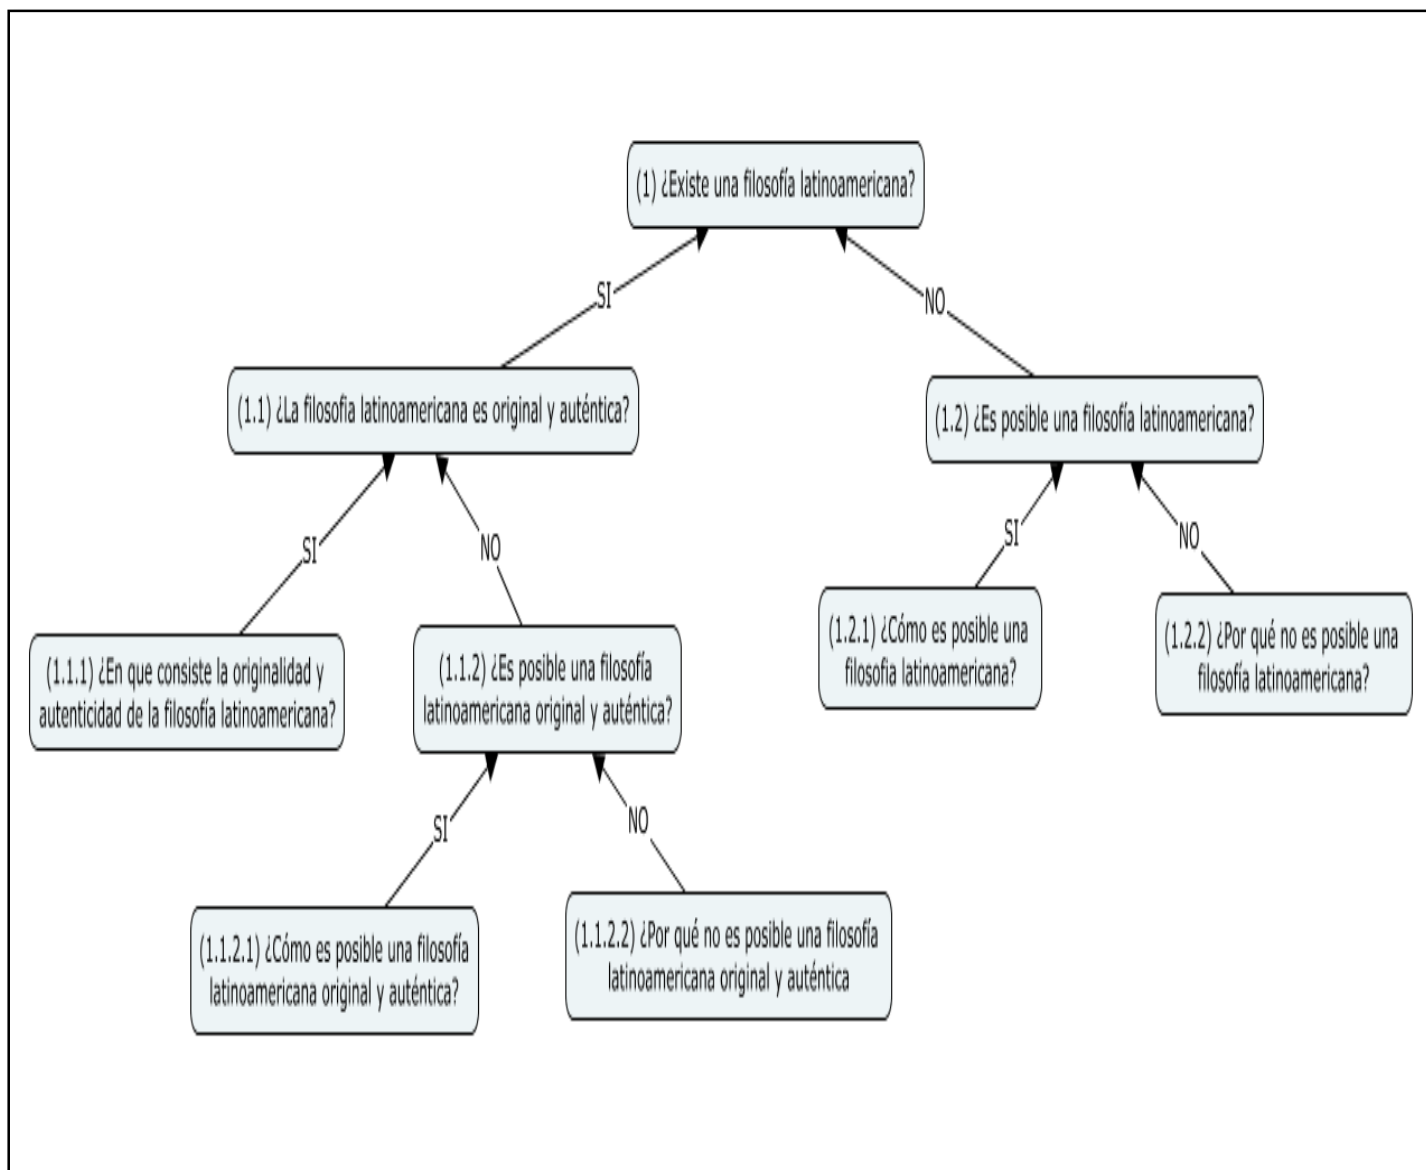 (1) ¿Existe una filosofía latinoamericana?
SI
NO
(1.1) ¿La filosofia latinoamericana es original y auténtica?
(1.2) ¿Es posible una filosofía latinoamericana?
SI
NO
SI
NO
(1.1.1) ¿En que consiste la originalidad y
autenticidad de la filosofía latinoamericana?
(1.1.2) ¿Es posible una filosofía
latinoamericana original y auténtica?
(1.2.1) ¿Cómo es posible una
filosofia latinoamericana?
(1.2.2) ¿Por qué no es posible una
filosofía latinoamericana?
SI
NO
(1.1.2.1) ¿Cómo es posible una filosofía
latinoamericana original y auténtica?
(1.1.2.2) ¿Por qué no es posible una filosofía
latinoamericana original y auténtica